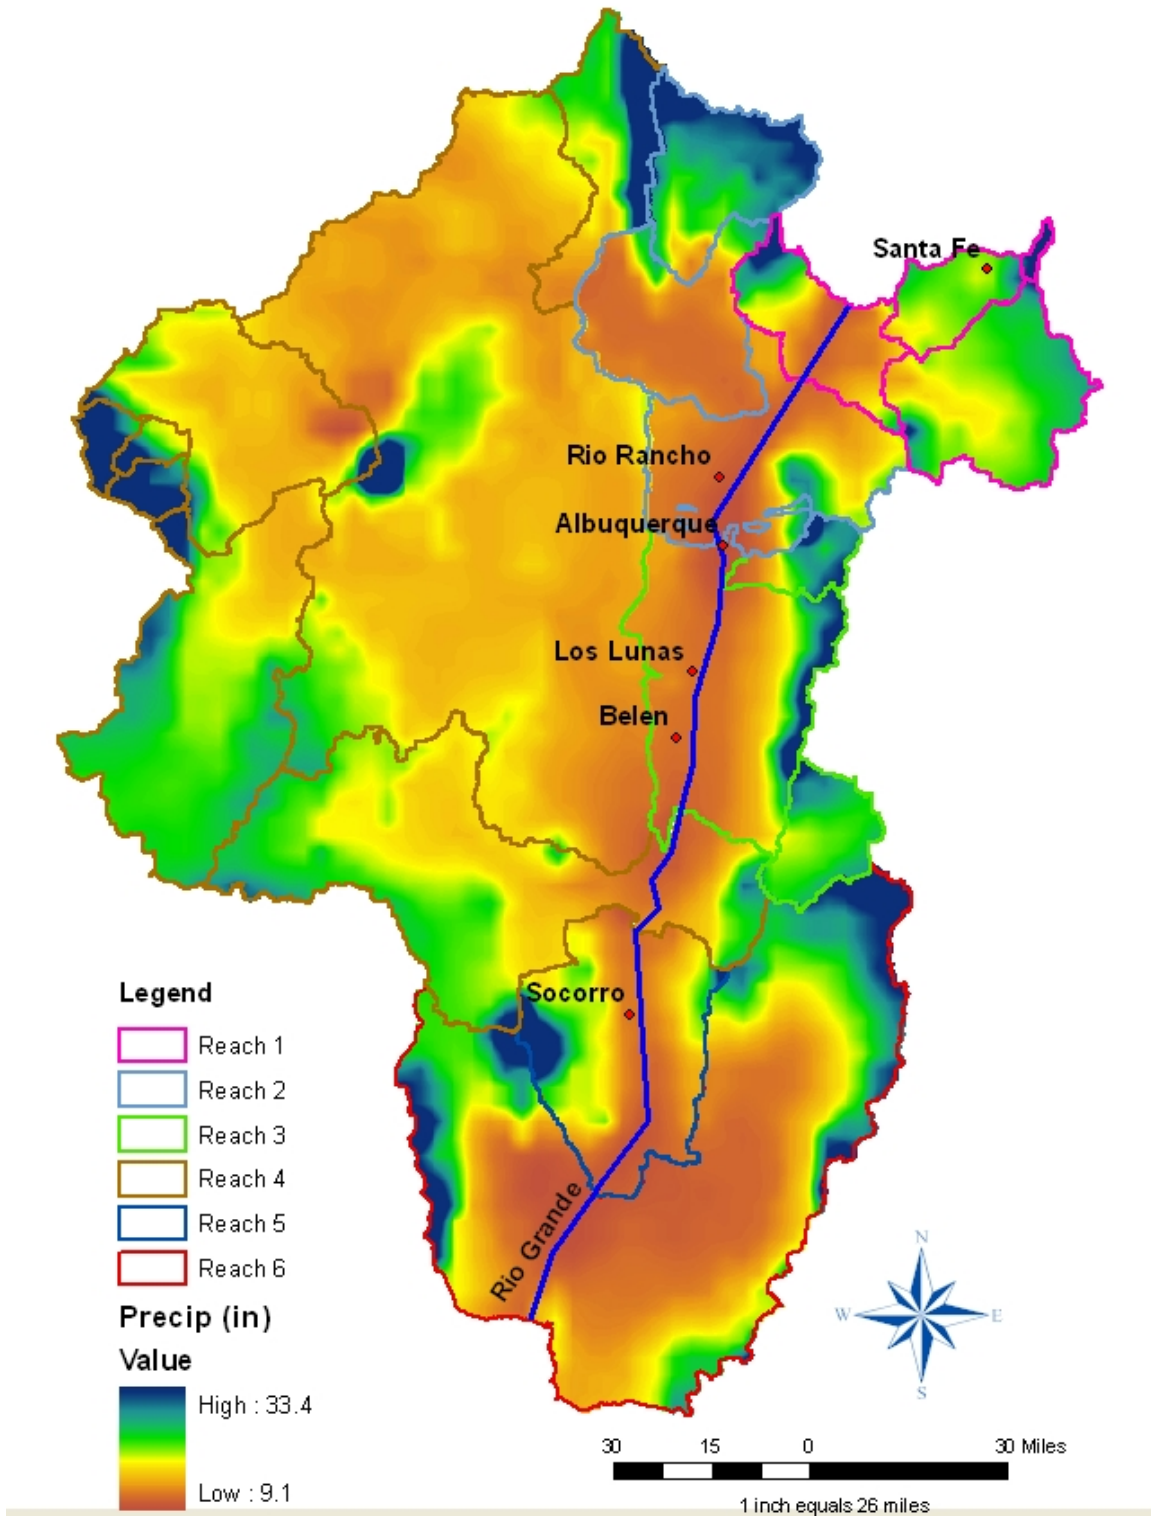 Santa Fe
Rio Rancho
Albuquerque
Los Lunas
Belen
Socorro
Rio Grande
Legend
Reach 1
Reach 2
Reach 3
Reach 4
Reach 5
Reach 6
Precip (in)
Value
High : 33.4
Low : 9.1
N
W E
S
30 15 0 30 Miles
1 inch equals 26 miles